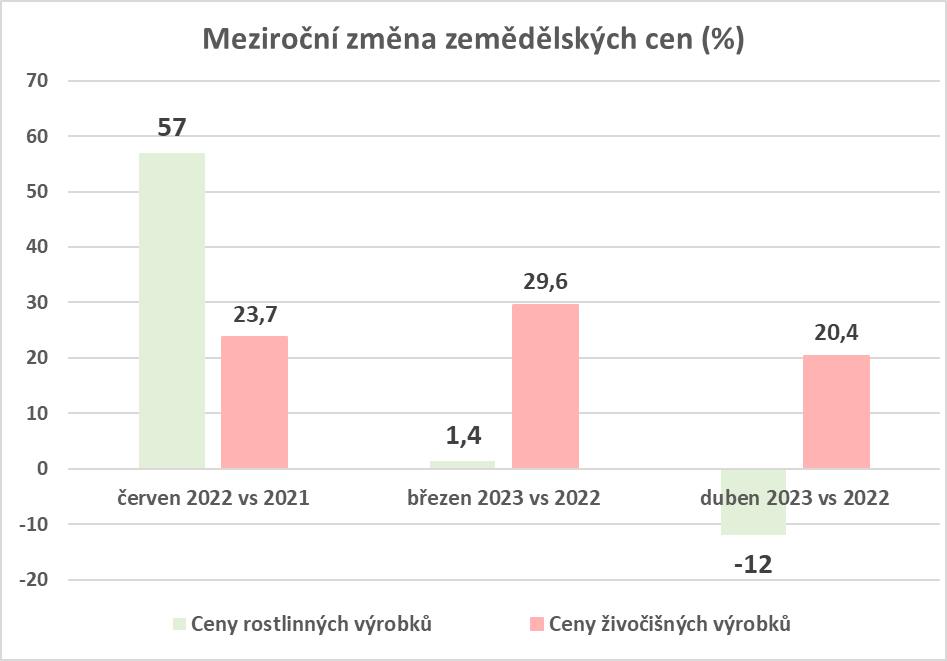 Meziroční změna zemědělských cen (%)
70
60
50
40
30
20
10
0
-10
-20
57
23,7
1,4
29,6
-12
20,4
červen 2022 vs 2021
březen 2023 vs 2022
duben 2023 vs 2022
Ceny rostlinných výrobků
Ceny živočišných výrobků